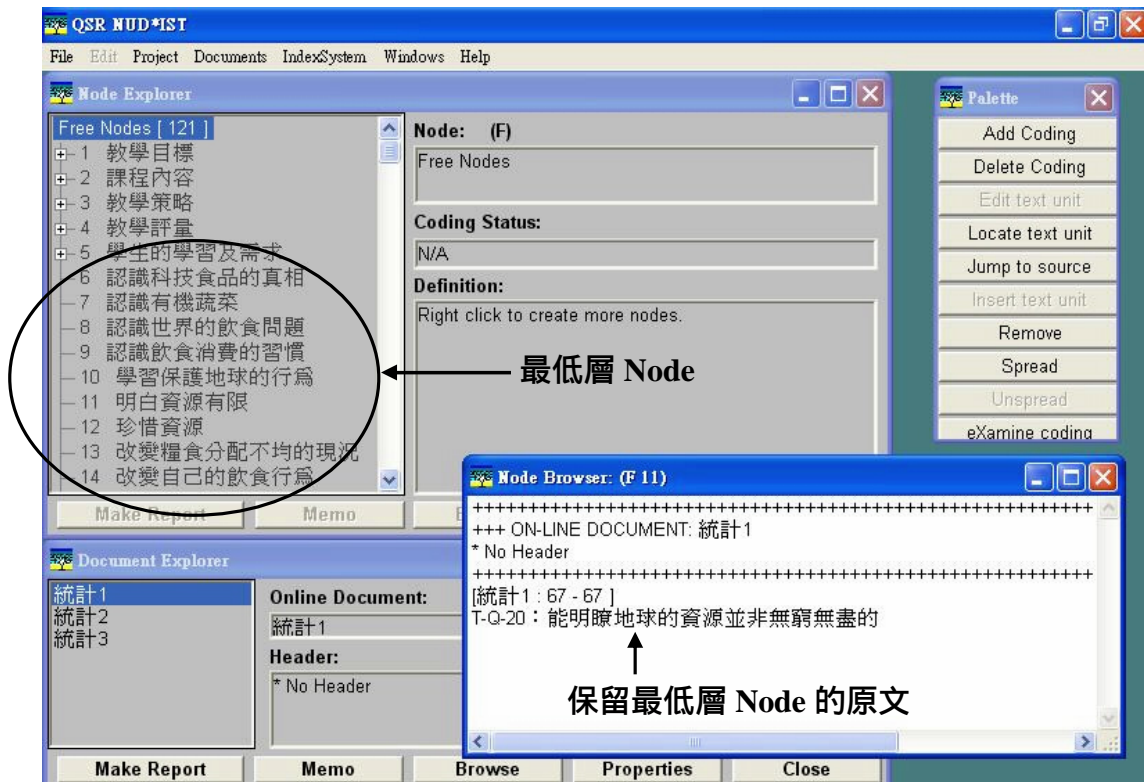 QSR NUD*IST
File Edit Project Documents IndexSystem Windows Help
Node Explorer
Free Nodes [ 121 ]
1 教學目標
2 課程內容
3 教學策略
4 教學評量
5 學生的學習及需求
6 認識科技食品的真相
7 認識有機蔬菜
8 認識世界的飲食問題
9 認識飲食消費的習慣
10 學習保護地球的行為
11 明白資源有限
12 珍惜資源
13 改變糧食分配不均的現況
14 改變自己的飲食行為
Node: (F)
Free Nodes
Coding Status:
N/A
Definition:
Right click to create more nodes.
最低層 Node
Make Report Memo
Palette
Add Coding
Delete Coding
Edit text unit
Locate text unit
Jump to source
Insert text unit
Remove
Spread
Unspread
eXamine coding
Node Browser: (F 11)
++++++++++++++++++++++++++++++++++++++++++++++++++++++++
+++ ON-LINE DOCUMENT: 統計1
* No Header
++++++++++++++++++++++++++++++++++++++++++++++++++++++++
[統計1 : 67 - 67 ]
T-Q-20：能明瞭地球的資源並非無窮無盡的
保留最低層 Node 的原文
Document Explorer
統計1
統計2
統計3
Online Document:
統計1
Header:
* No Header
Make Report Memo Browse Properties Close